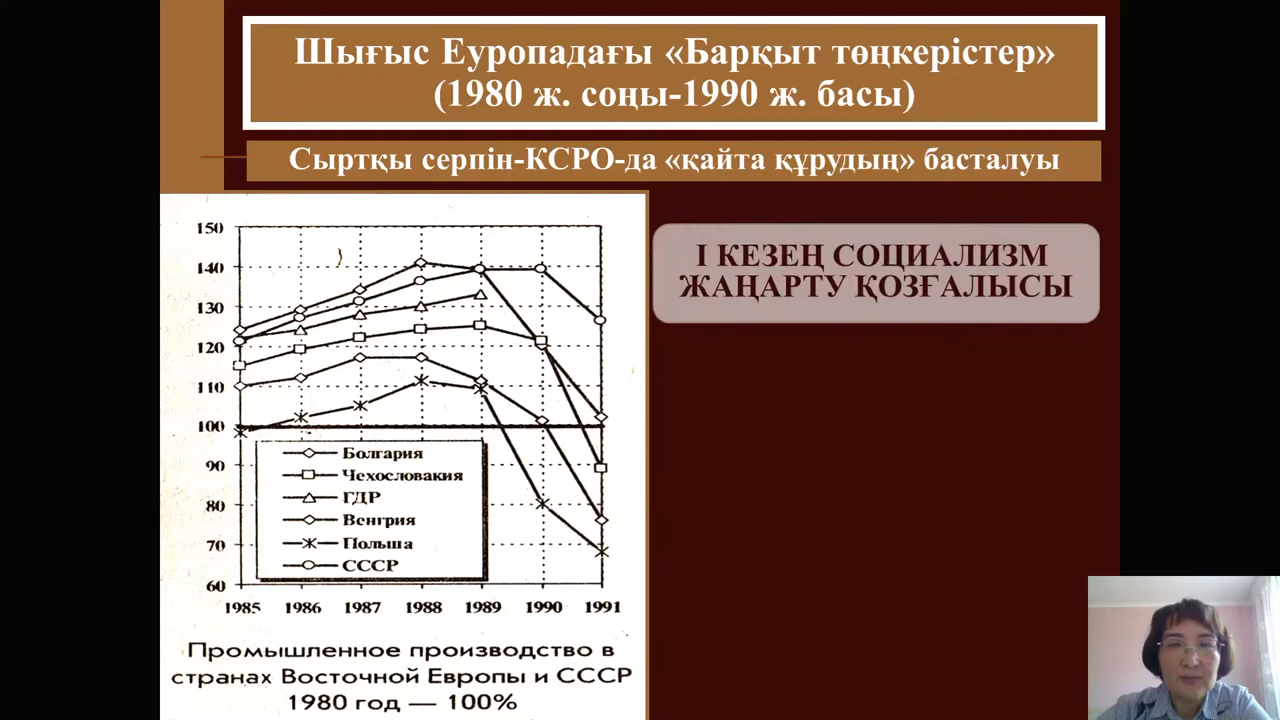 Шығыс Еуропадағы «Барқыт төңкерістер»
(1980 ж. соңы-1990 ж. басы)
Сыртқы серпін-КСРО-да «қайта құрудың» басталуы
150
140
130
120
110
100
90
80
70
60
Болгария
Чехословакия
ГДР
Венгрия
Польша
СССР
1985 1986 1987 1988 1989 1990 1991
Промышленное производство в
странах Восточной Европы и СССР
1980 год — 100%
І КЕЗЕҢ СОЦИАЛИЗМ
ЖАҢАРТУ ҚОЗҒАЛЫСЫ